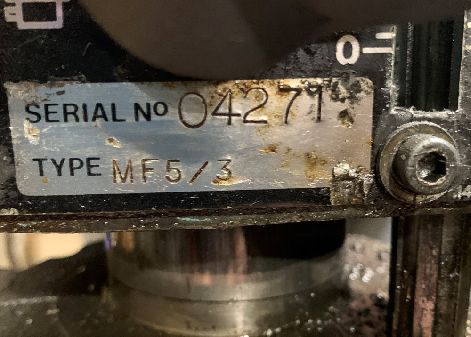 SERIAL Nº 04271
TYPE MF5/3